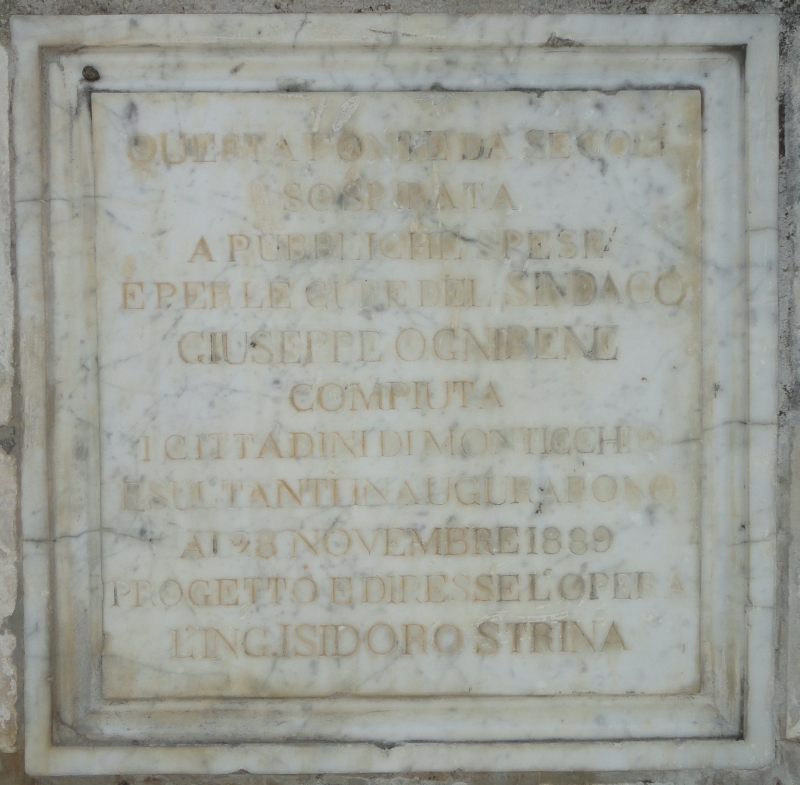 QUESTA FONTE DA SECOLI
SOSPIRATA
A PUBBLICHE SPESE
E PER LE CURE DEL SINDACO
GIUSEPPE OGNIBENE
COMPIUTA
I CITTADINI DI MONTICCHIO
ESULTANTI INAUGURARONO
AI 28 NOVEMBRE 1889
PROGETTÒ E DIRESSE L'OPERA
L'ING. ISIDORO STRINA